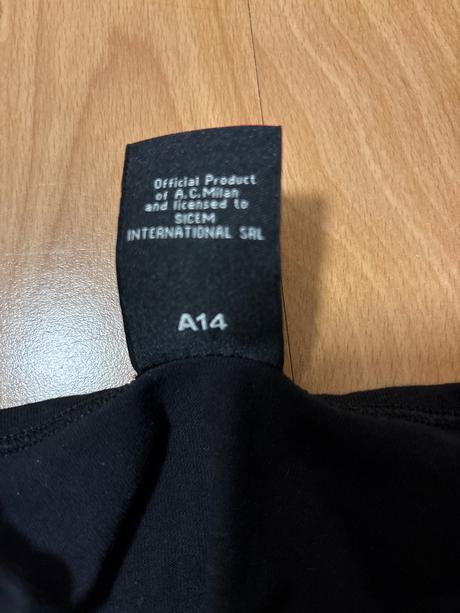 Official Product
of A.C.Milan
and licensed to
SICEM
INTERNATIONAL SRL
A14